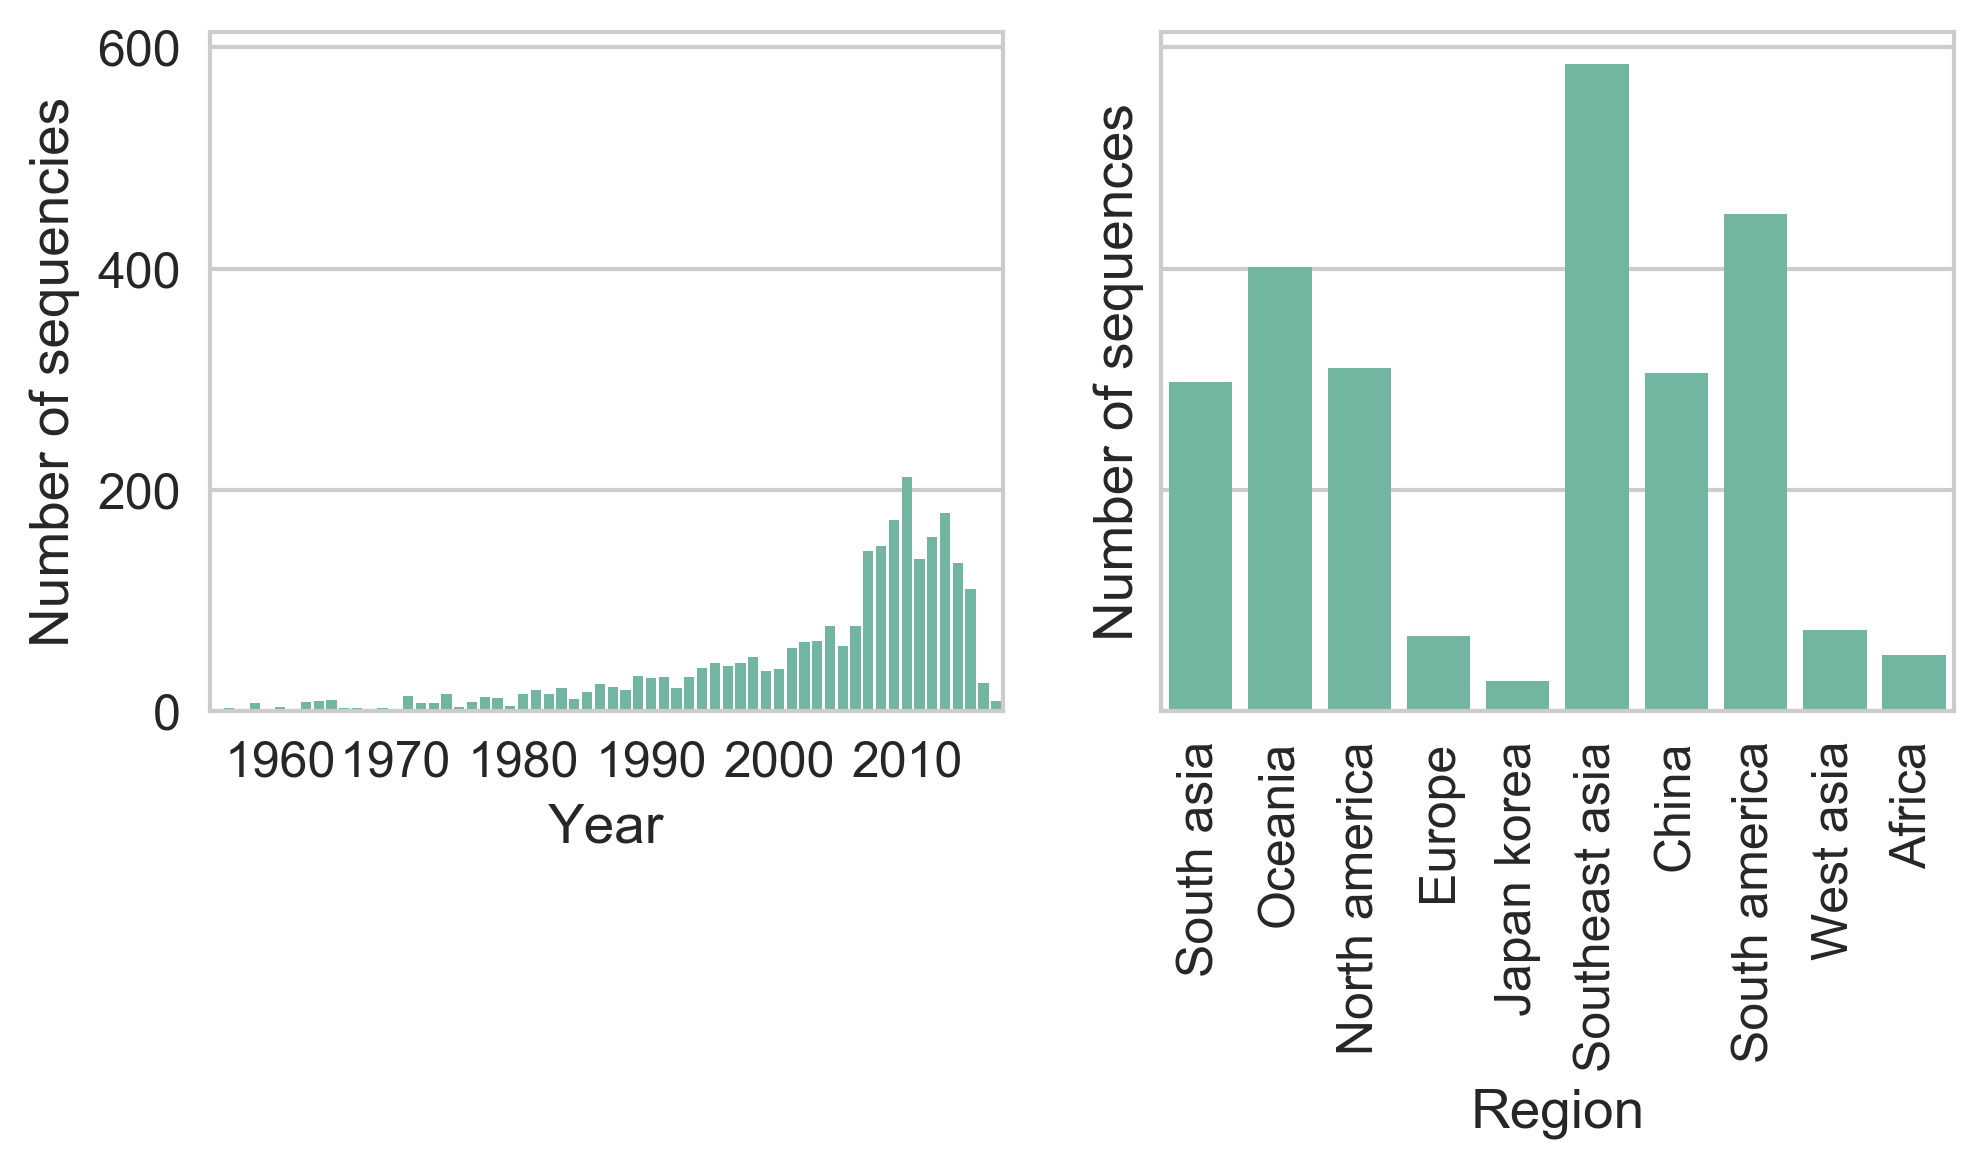 Number of sequencies
600
400
200
0
1960 1970 1980 1990 2000 2010
Year
Number of sequences
South asia
Oceania
North america
Europe
Japan korea
Southeast asia
China
South america
West asia
Africa
Region